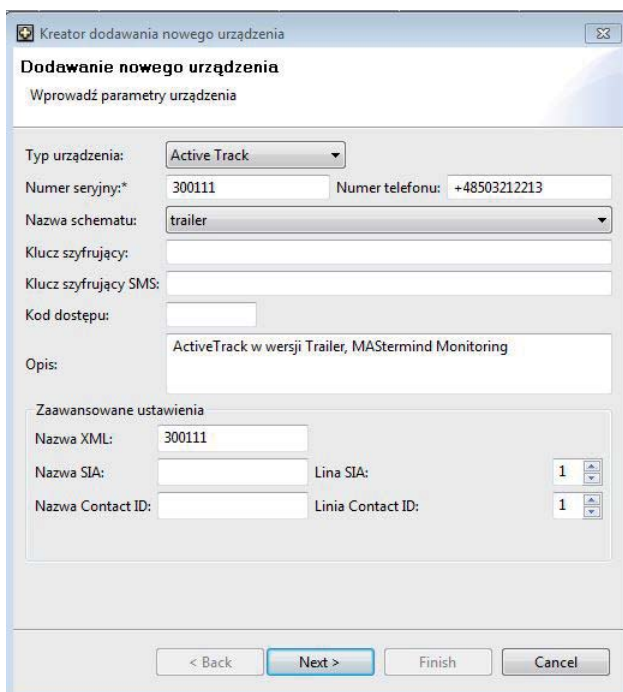 Kreator dodawania nowego urządzenia
Dodawanie nowego urządzenia
Wprowadź parametry urządzenia
Typ urządzenia: Active Track
Numer seryjny:* 300111 Numer telefonu: +48503212213
Nazwa schematu: trailer
Klucz szyfrujący:
Klucz szyfrujący SMS:
Kod dostępu:
Opis: ActiveTrack w wersji Trailer, MAStermind Monitoring
Zaawansowane ustawienia
Nazwa XML: 300111
Nazwa SIA: Lina SIA: 1
Nazwa Contact ID: Linia Contact ID: 1
< Back Next > Finish Cancel